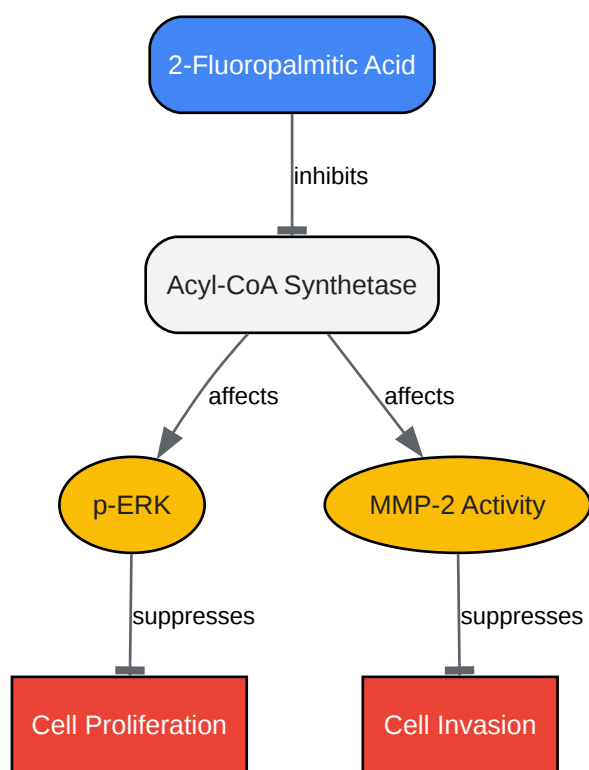 2-Fluoropalmitic Acid
inhibits
Acyl-CoA Synthetase
affects
affects
p-ERK
MMP-2 Activity
suppresses
suppresses
Cell Proliferation
Cell Invasion